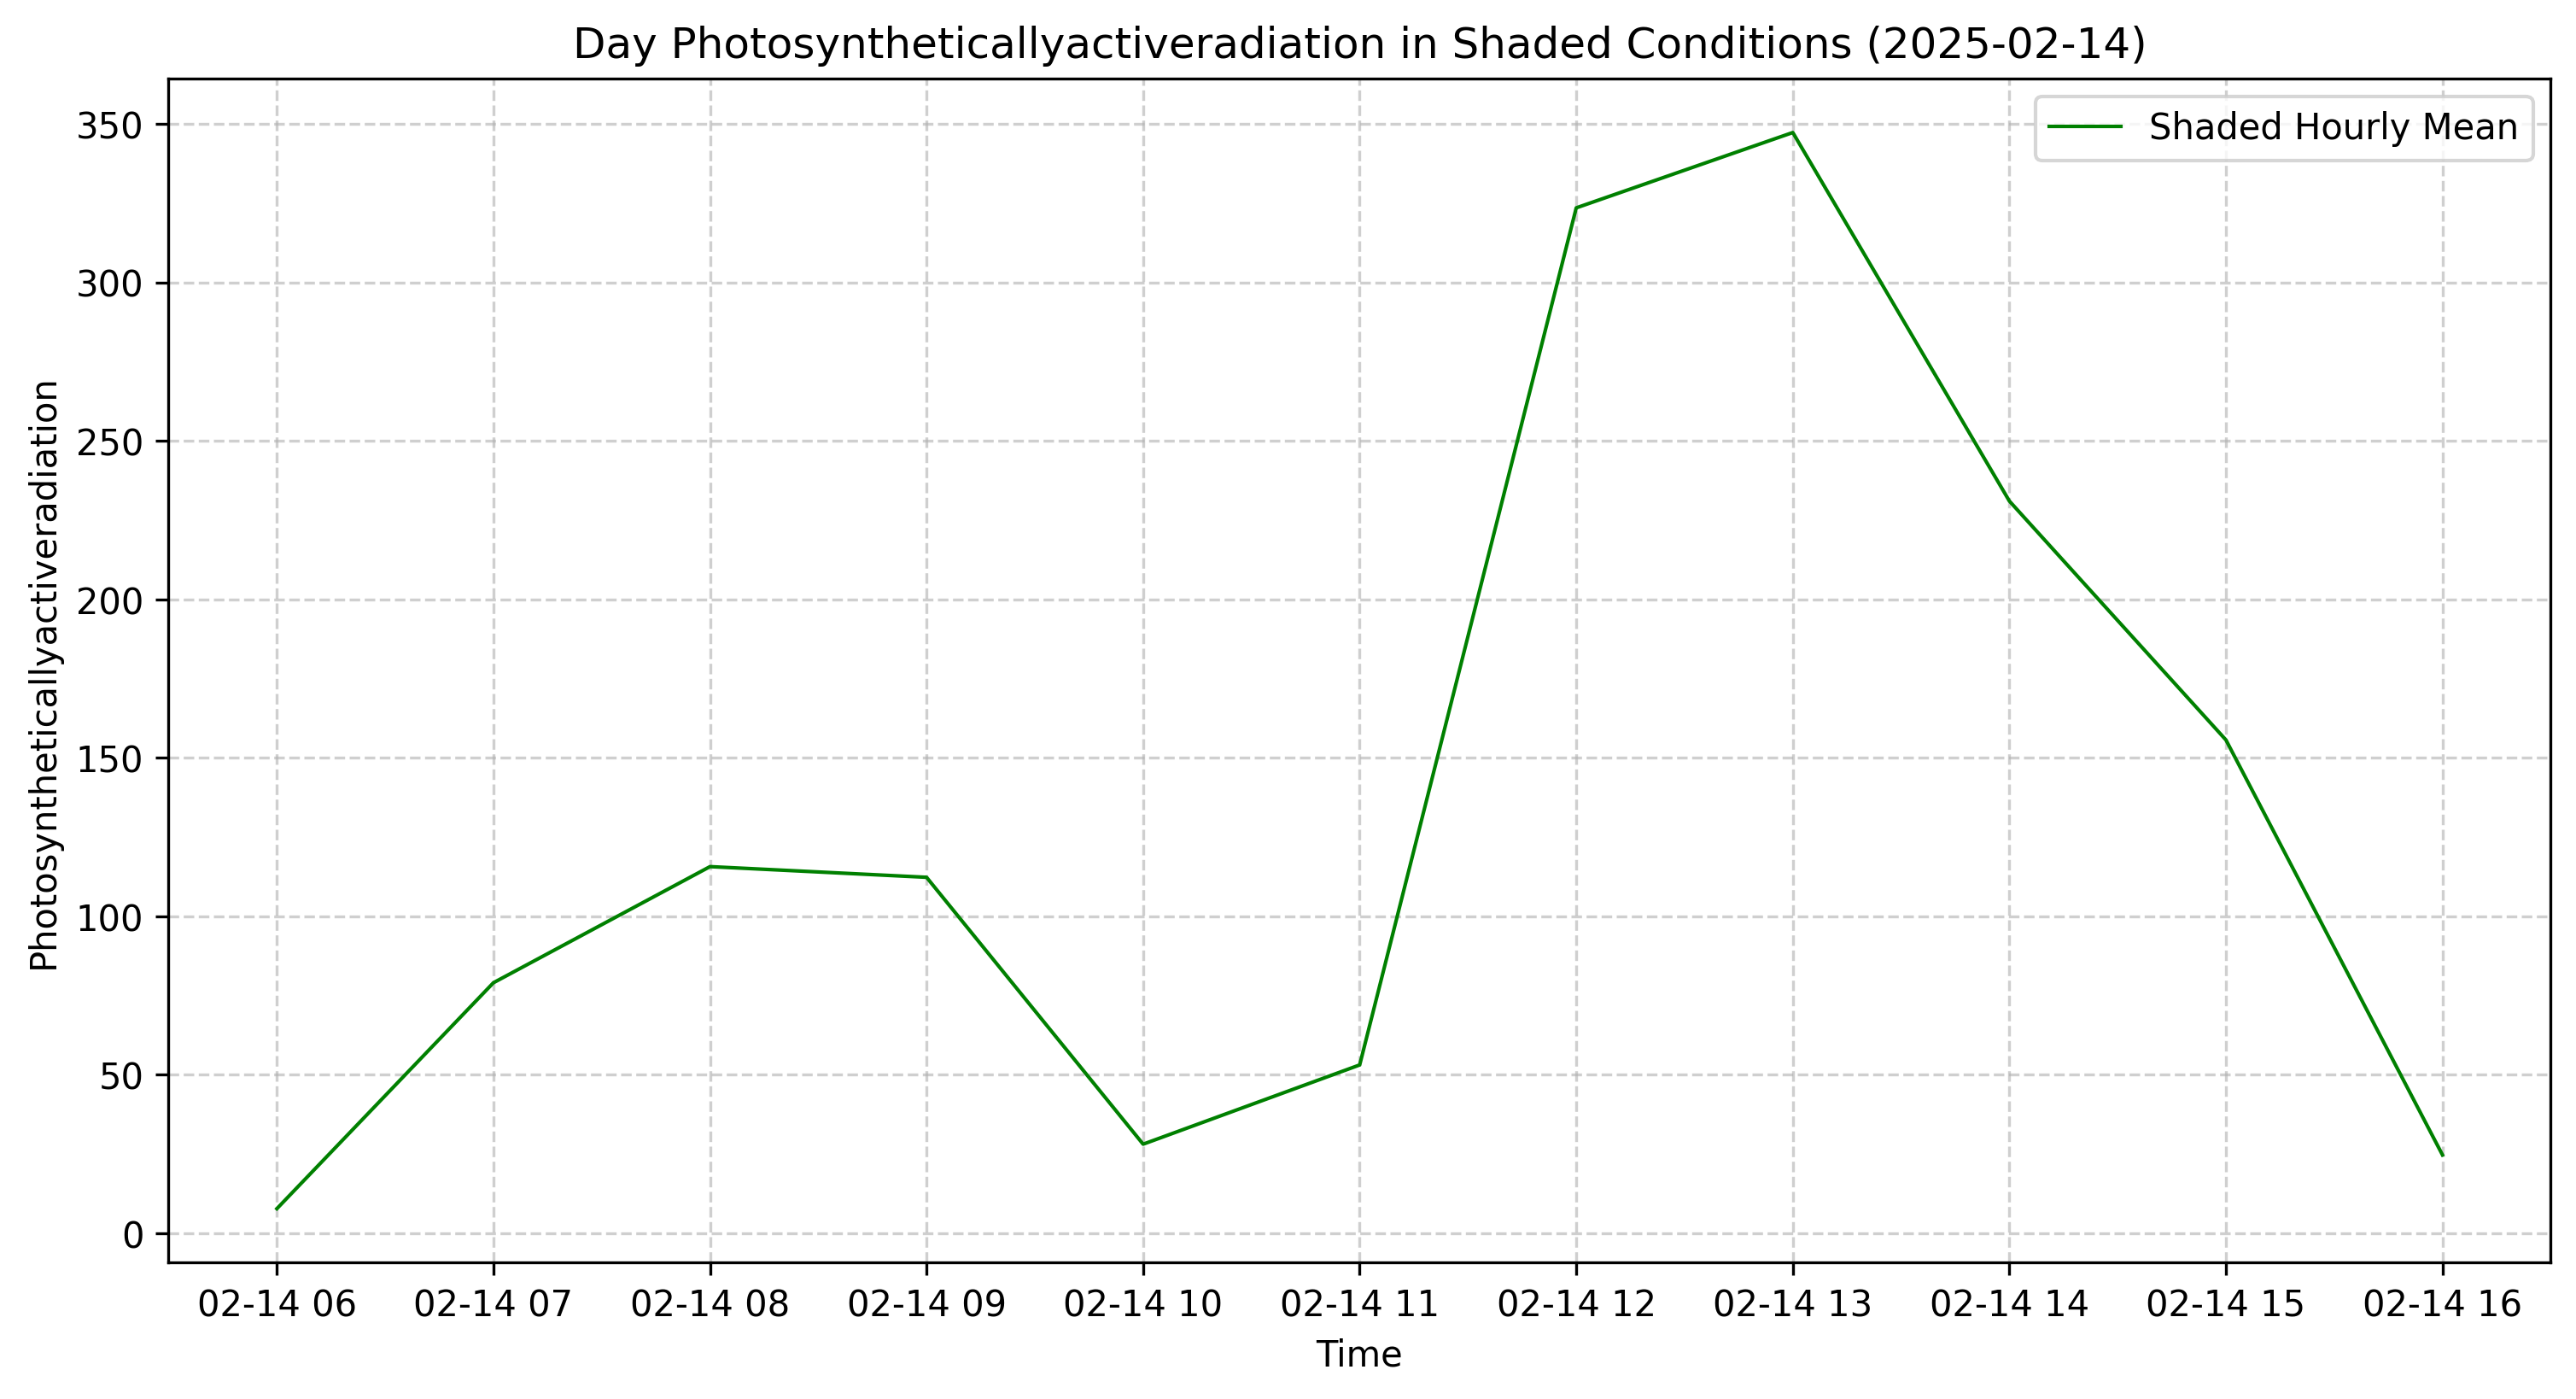 Day Photosyntheticallyactiveradiation in Shaded Conditions (2025-02-14)
Shaded Hourly Mean
Photosyntheticallyactiveradiation
350
300
250
200
150
100
50
0
02-14 06 02-14 07 02-14 08 02-14 09 02-14 10 02-14 11 02-14 12 02-14 13 02-14 14 02-14 15 02-14 16
Time